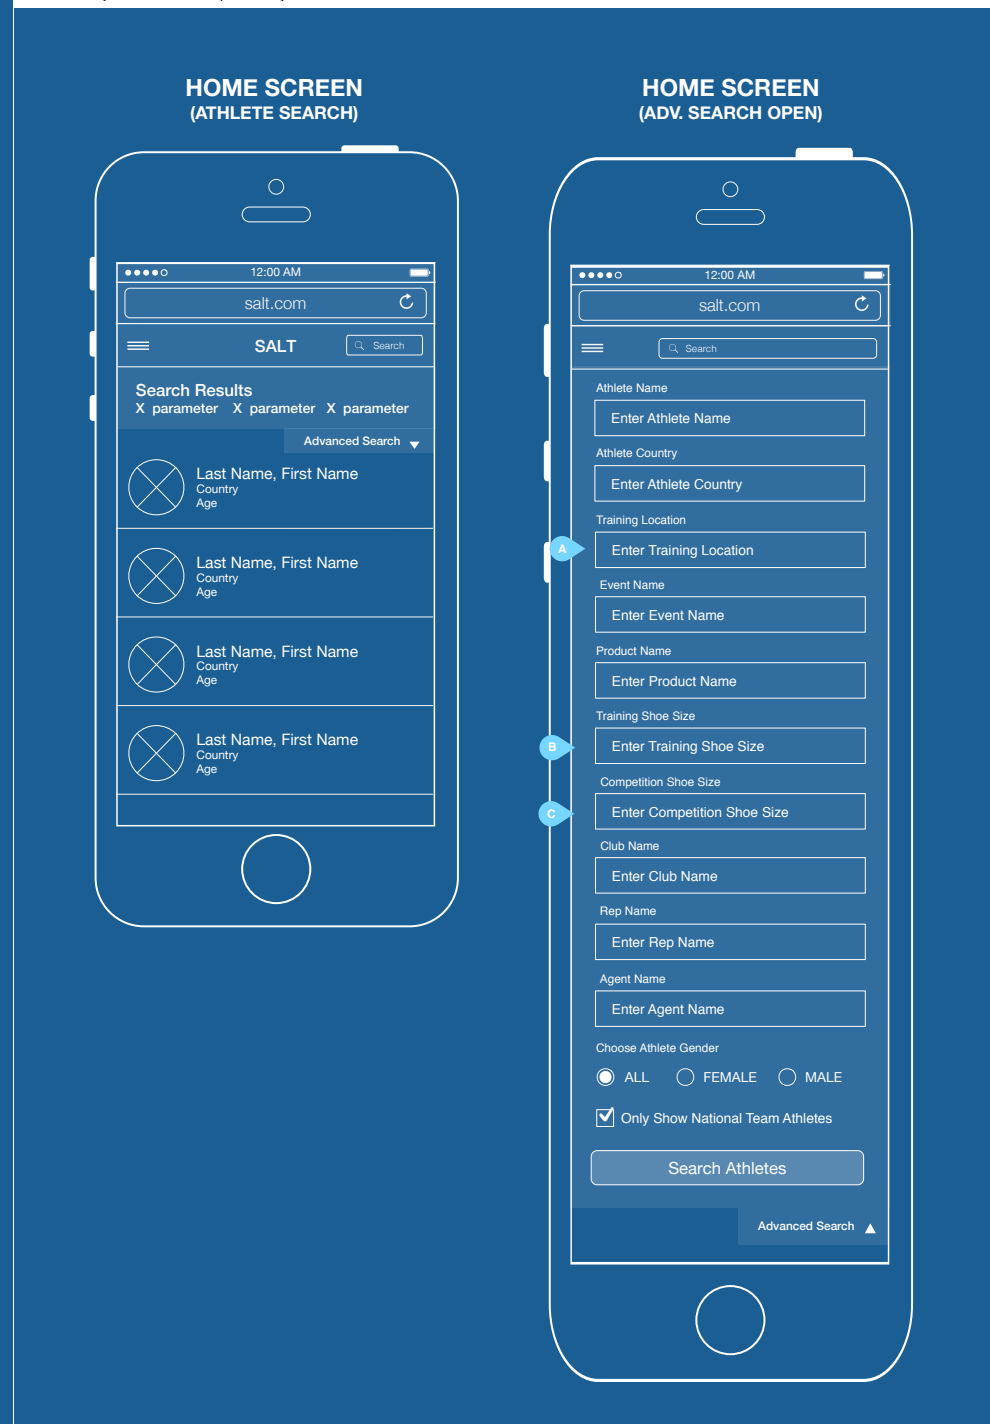 HOME SCREEN
(ATHLETE SEARCH)
12:00 AM
salt.com
SALT
Search
Search Results
X parameter X parameter X parameter
Advanced Search
Last Name, First Name
Country
Age
Last Name, First Name
Country
Age
Last Name, First Name
Country
Age
Last Name, First Name
Country
Age
HOME SCREEN
(ADV. SEARCH OPEN)
12:00 AM
salt.com
Search
Athlete Name
Enter Athlete Name
Athlete Country
Enter Athlete Country
Training Location
A
Enter Training Location
Event Name
Enter Event Name
Product Name
Enter Product Name
Training Shoe Size
B
Enter Training Shoe Size
Competition Shoe Size
C
Enter Competition Shoe Size
Club Name
Enter Club Name
Rep Name
Enter Rep Name
Agent Name
Enter Agent Name
Choose Athlete Gender
ALL FEMALE MALE
Only Show National Team Athletes
Search Athletes
Advanced Search